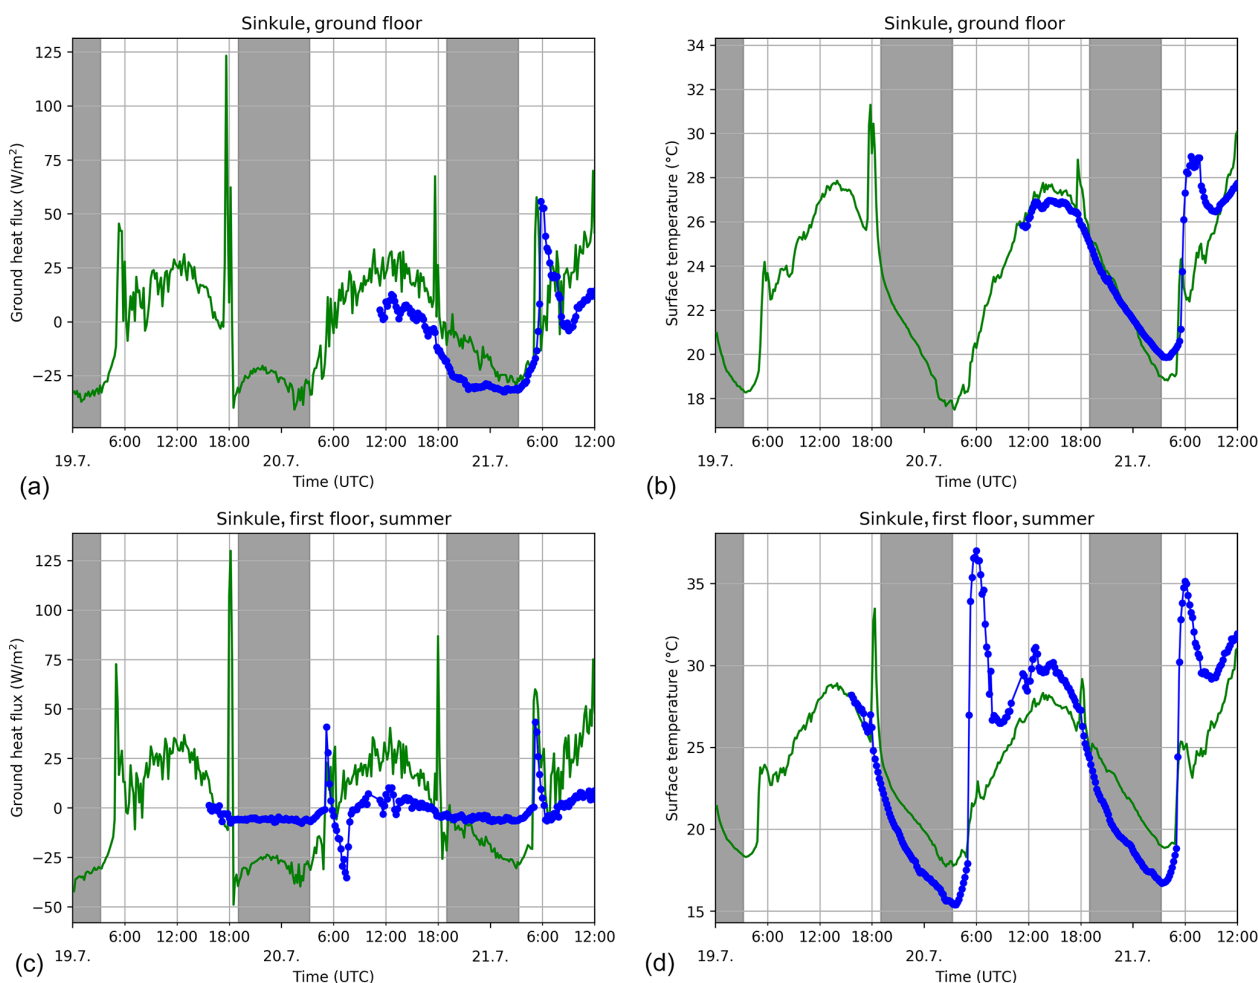 Sinkule, ground floor
125
100
75
50
25
0
−25
Ground heat flux (W/m²)
6:00 12:00 18:00 6:00 12:00 18:00 6:00 12:00
19.7. 20.7. 21.7.
Time (UTC)
(a)
Sinkule, ground floor
34
32
30
28
26
24
22
20
18
Surface temperature (°C)
6:00 12:00 18:00 6:00 12:00 18:00 6:00 12:00
19.7. 20.7. 21.7.
Time (UTC)
(b)
Sinkule, first floor, summer
125
100
75
50
25
0
−25
−50
Ground heat flux (W/m²)
6:00 12:00 18:00 6:00 12:00 18:00 6:00 12:00
19.7. 20.7. 21.7.
Time (UTC)
(c)
Sinkule, first floor, summer
35
30
25
20
15
Surface temperature (°C)
6:00 12:00 18:00 6:00 12:00 18:00 6:00 12:00
19.7. 20.7. 21.7.
Time (UTC)
(d)